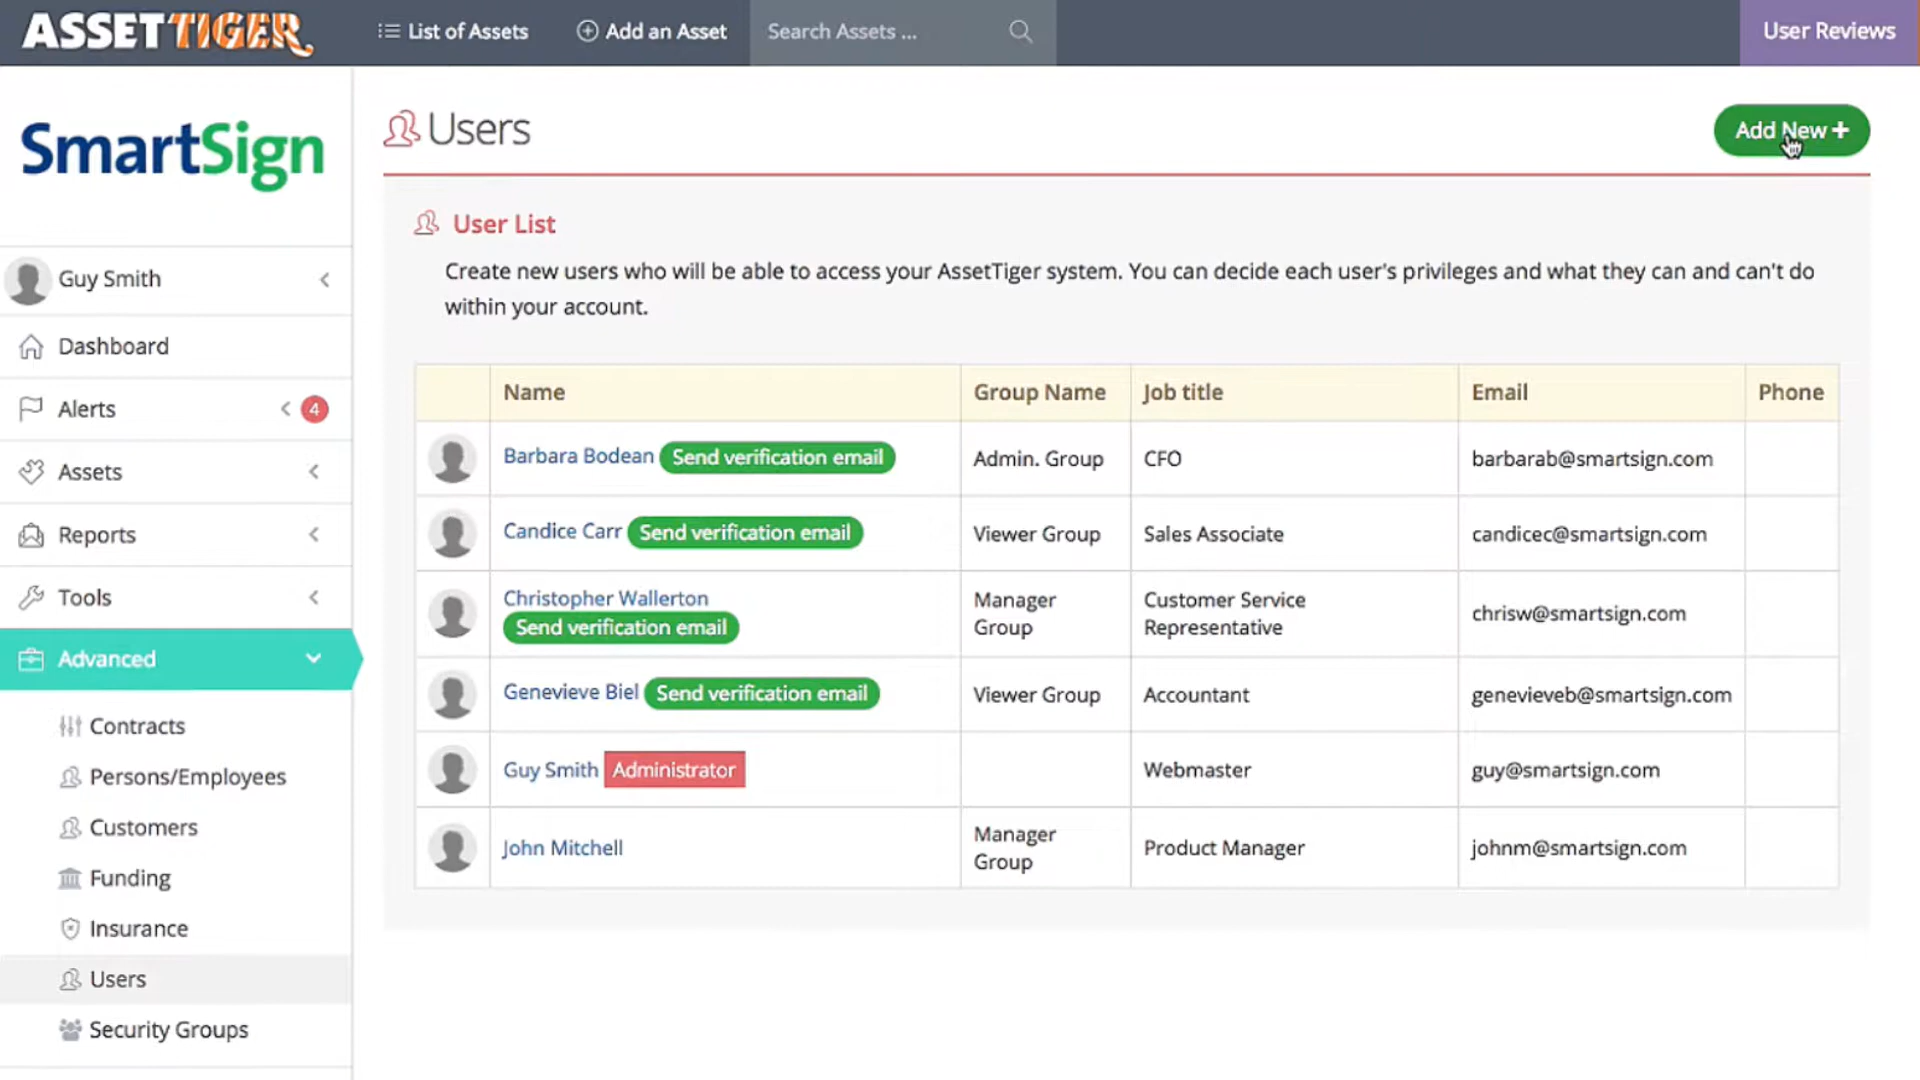 ASSETTIGER
List of Assets
Add an Asset
Search Assets ...
User Reviews
SmartSign
Guy Smith
Dashboard
Alerts 4
Assets
Reports
Tools
Advanced
Contracts
Persons/Employees
Customers
Funding
Insurance
Users
Security Groups
Users
Add New +
User List
Create new users who will be able to access your AssetTiger system. You can decide each user's privileges and what they can and can't do
within your account.
Name Group Name Job title Email Phone
Barbara Bodean Send verification email Admin. Group CFO barbarab@smartsign.com
Candice Carr Send verification email Viewer Group Sales Associate candicec@smartsign.com
Christopher Wallerton
Send verification email
Manager
Group
Customer Service
Representative
chrisw@smartsign.com
Genevieve Biel Send verification email Viewer Group Accountant genevieveb@smartsign.com
Guy Smith Administrator Webmaster guy@smartsign.com
John Mitchell
Manager
Group
Product Manager
johnm@smartsign.com